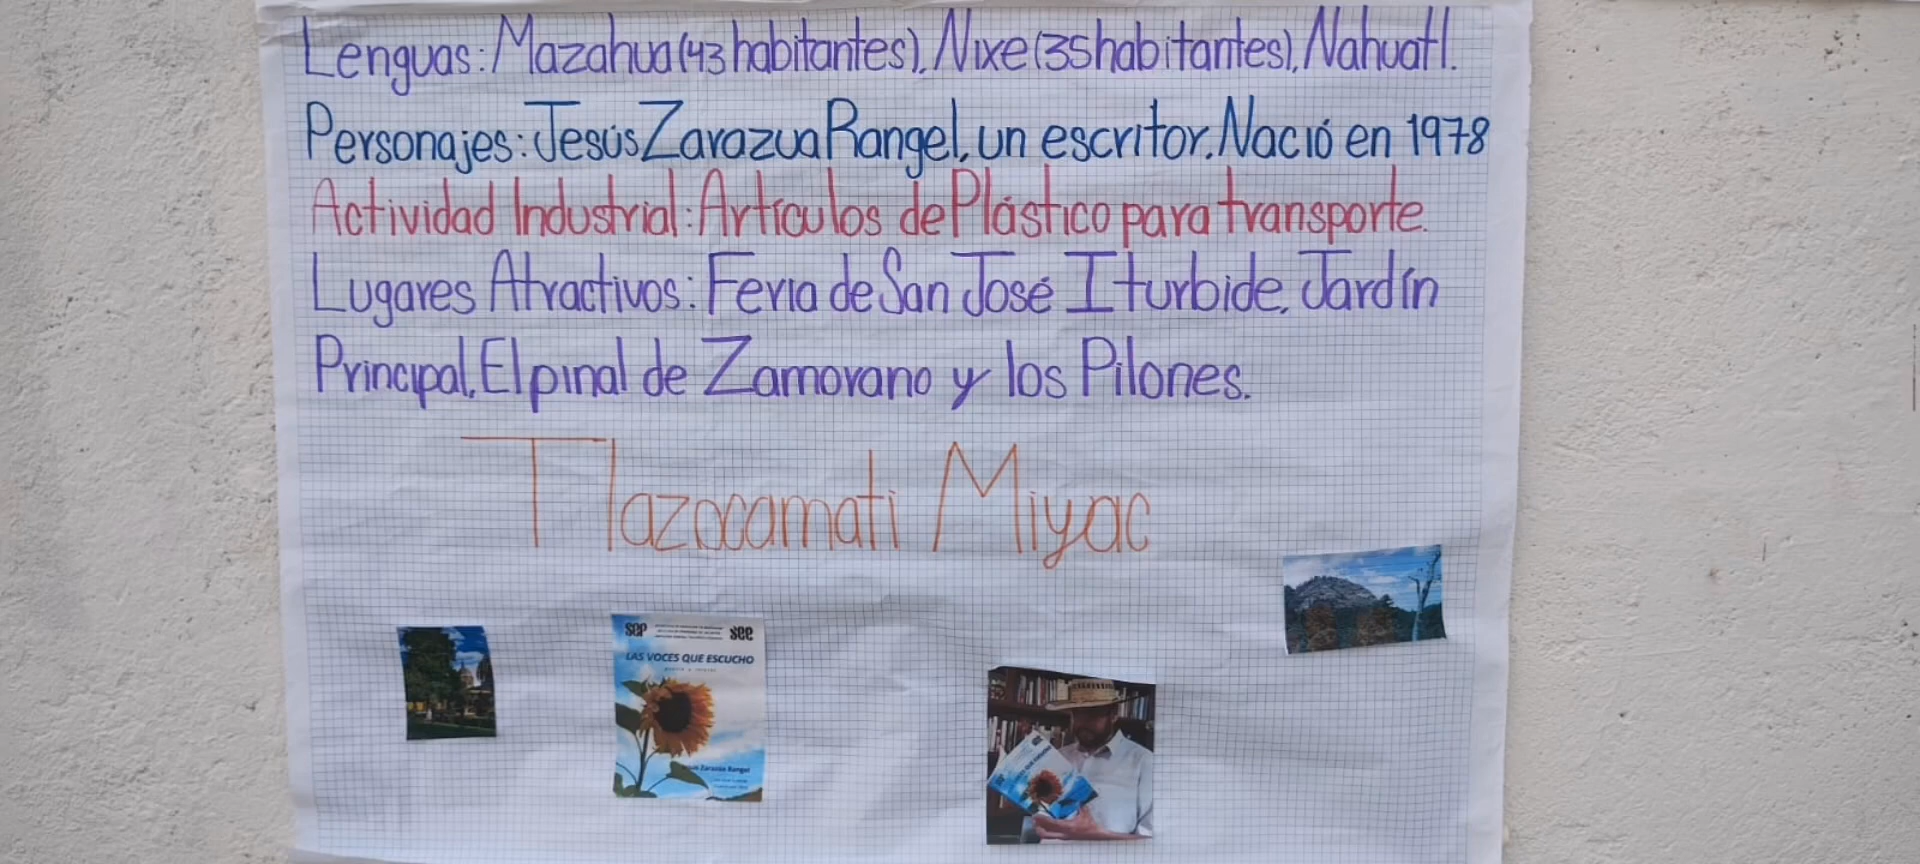 Lenguas: Mazahua (43 habitantes), Nixe (35 habitantes), Nahuatl.
Personajes: Jesús Zarazua Rangel, un escritor. Nació en 1978
Actividad Industrial: Artículos de Plástico para transporte.
Lugares Atractivos: Feria de San José Iturbide, Jardín
Principal, El pinal de Zamorano y los Pilones.
Tlazocamati Miyac
SEP
see
LAS VOCES QUE ESCUCHO
Zarazúa Rangel